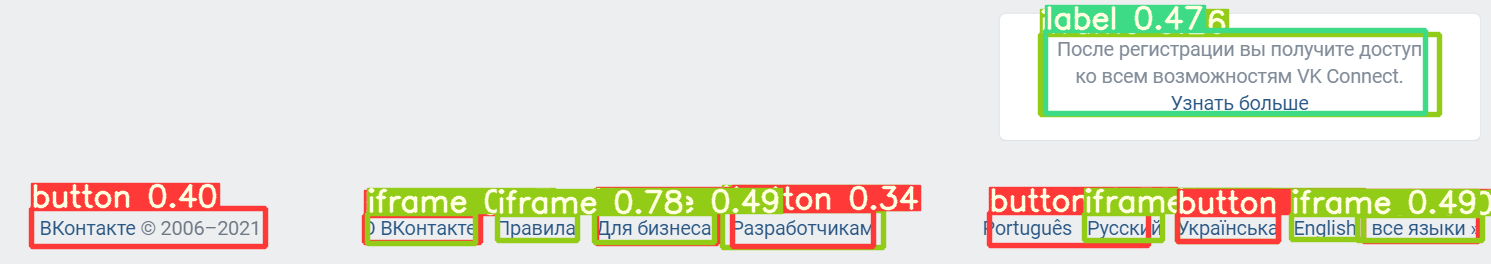 label 0.47 6
После регистрации вы получите доступ
ко всем возможностям VK Connect.
Узнать больше
button 0.40 iframe iframe 0.78 0.49 ton 0.34 button iframe button iframe 0.49
ВКонтакте © 2006–2021 О ВКонтакте Правила Для бизнеса Разработчикам Português Русский Українська English все языки »